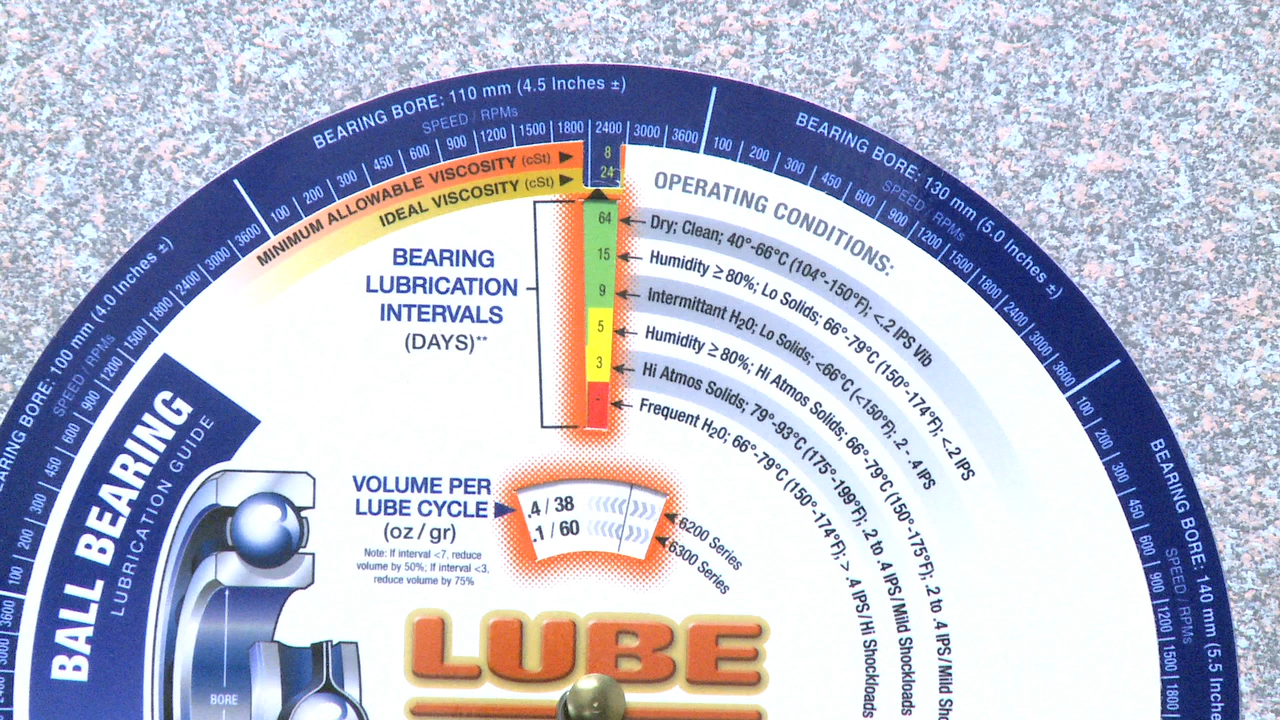 BEARING BORE: 110 mm (4.5 Inches ±)
SPEED / RPMs
100 200 300 450 600 900 1200 1500 1800 2400 3000 3600
BEARING BORE: 130 mm (5.0 Inches ±)
SPEED / RPMs
100 200 300 450 600 900 1200 1500 1800 2400 3000 3600
BEARING BORE: 140 mm (5.5 Inches
SPEED / RPMs
100 200 300 450 600 900 1200 1500 1800
BEARING BORE: 100 mm (4.0 Inches ±)
SPEED / RPMs
100 200 300 450 600 900 1200 1500 1800 2400 3000 3600
2400 3000 3600
MINIMUM ALLOWABLE VISCOSITY (cSt)
8
IDEAL VISCOSITY (cSt)
24
OPERATING CONDITIONS:
BEARING
LUBRICATION
INTERVALS
(DAYS)**
64
Dry; Clean; 40°-66°C (104°-150°F); <.2 IPS Vib
15
Humidity ≥ 80%; Lo Solids; 66°-79°C (150°-174°F); <.2 IPS
9
Intermittant H2O; Lo Solids; <66°C (<150°F); .2 - .4 IPS
5
Humidity ≥ 80%; Hi Atmos Solids; 66°-79°C (150°-175°F); .2 to .4 IPS/Mild Sho
3
Hi Atmos Solids; 79°-93°C (175°-199°F); .2 to .4 IPS/Mild Shockloads
-
Frequent H2O; 66°-79°C (150°-174°F); > .4 IPS/Hi Shockloads
VOLUME PER
LUBE CYCLE
(oz/gr)
Note: If interval <7, reduce
volume by 50%; If interval <3,
reduce volume by 75%
.4 / 38
6200 Series
.1 / 60
6300 Series
BALL BEARING
LUBRICATION GUIDE
BORE
LUBE